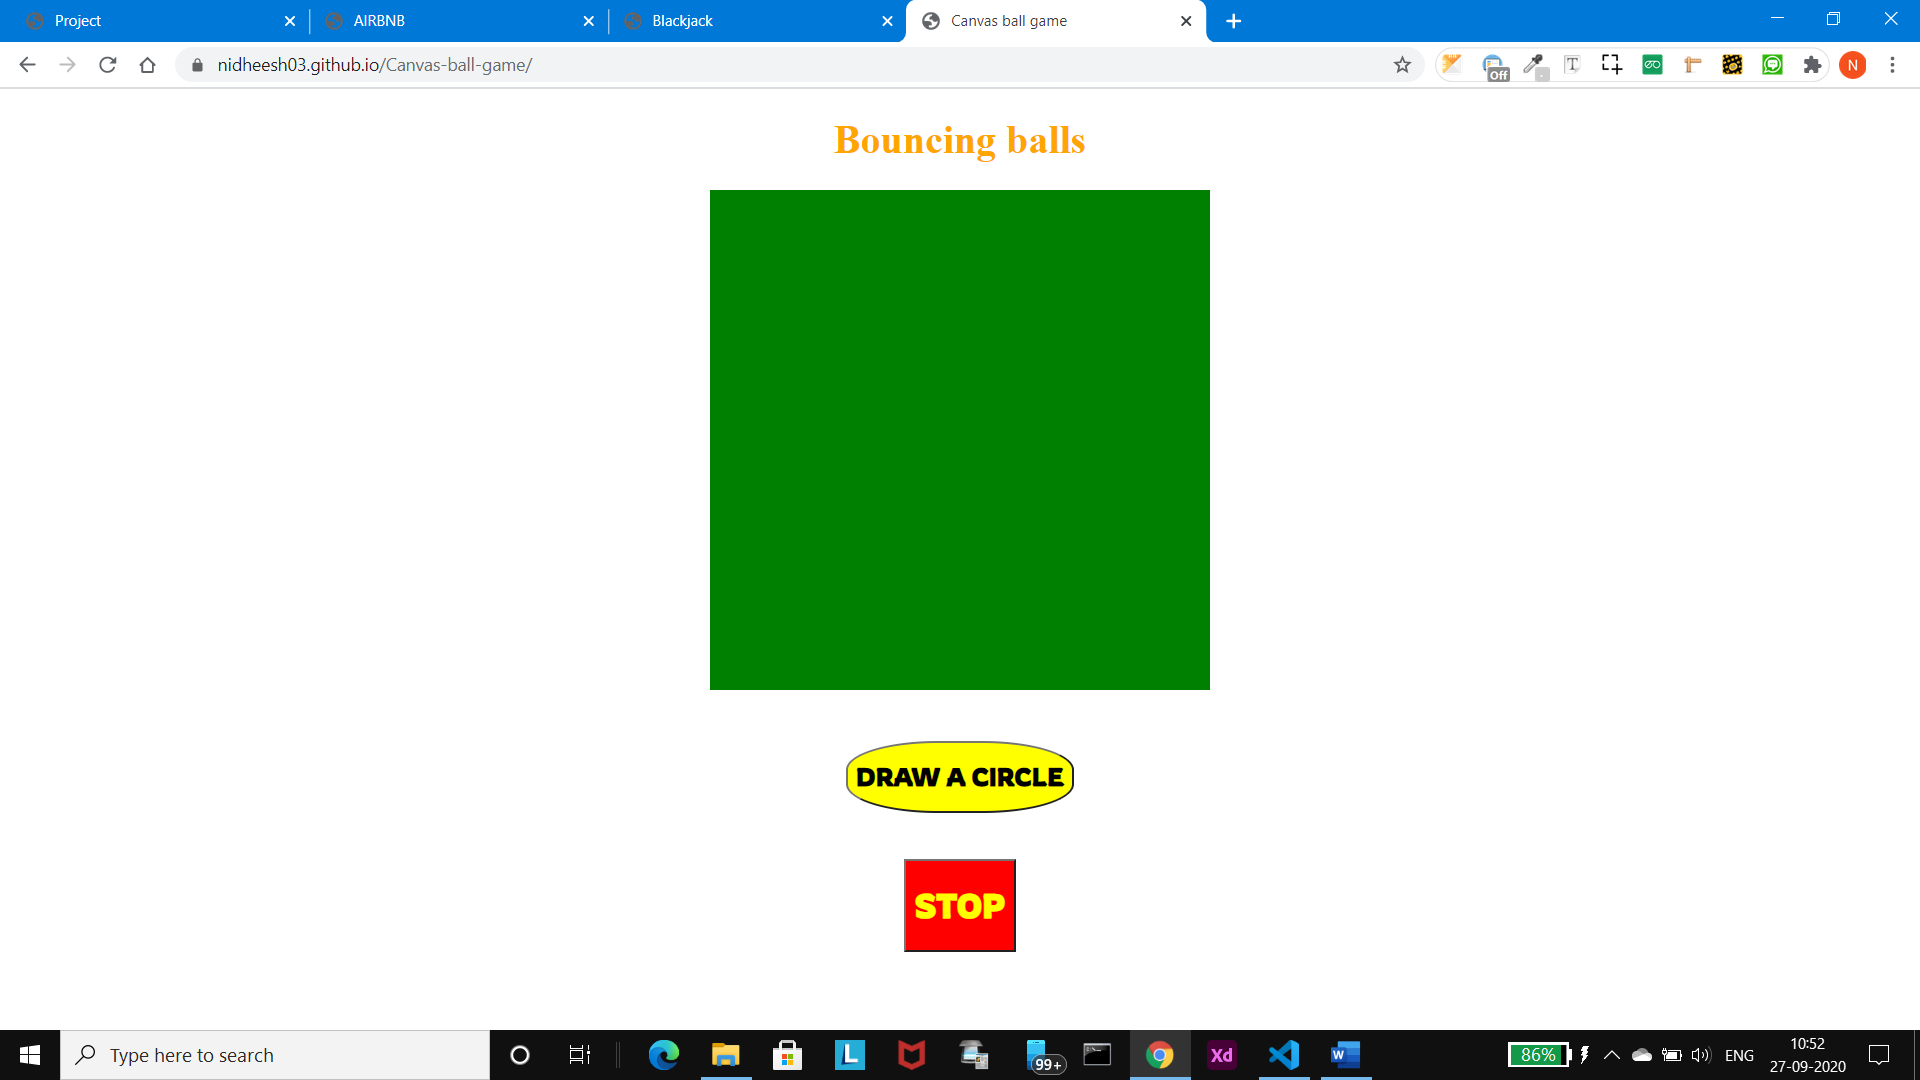 Project
AIRBNB
Blackjack
Canvas ball game
nidheesh03.github.io/Canvas-ball-game/
Off
T
N
Bouncing balls
DRAW A CIRCLE
STOP
Type here to search
L
99+
Xd
W
86%
ENG
10:52
27-09-2020